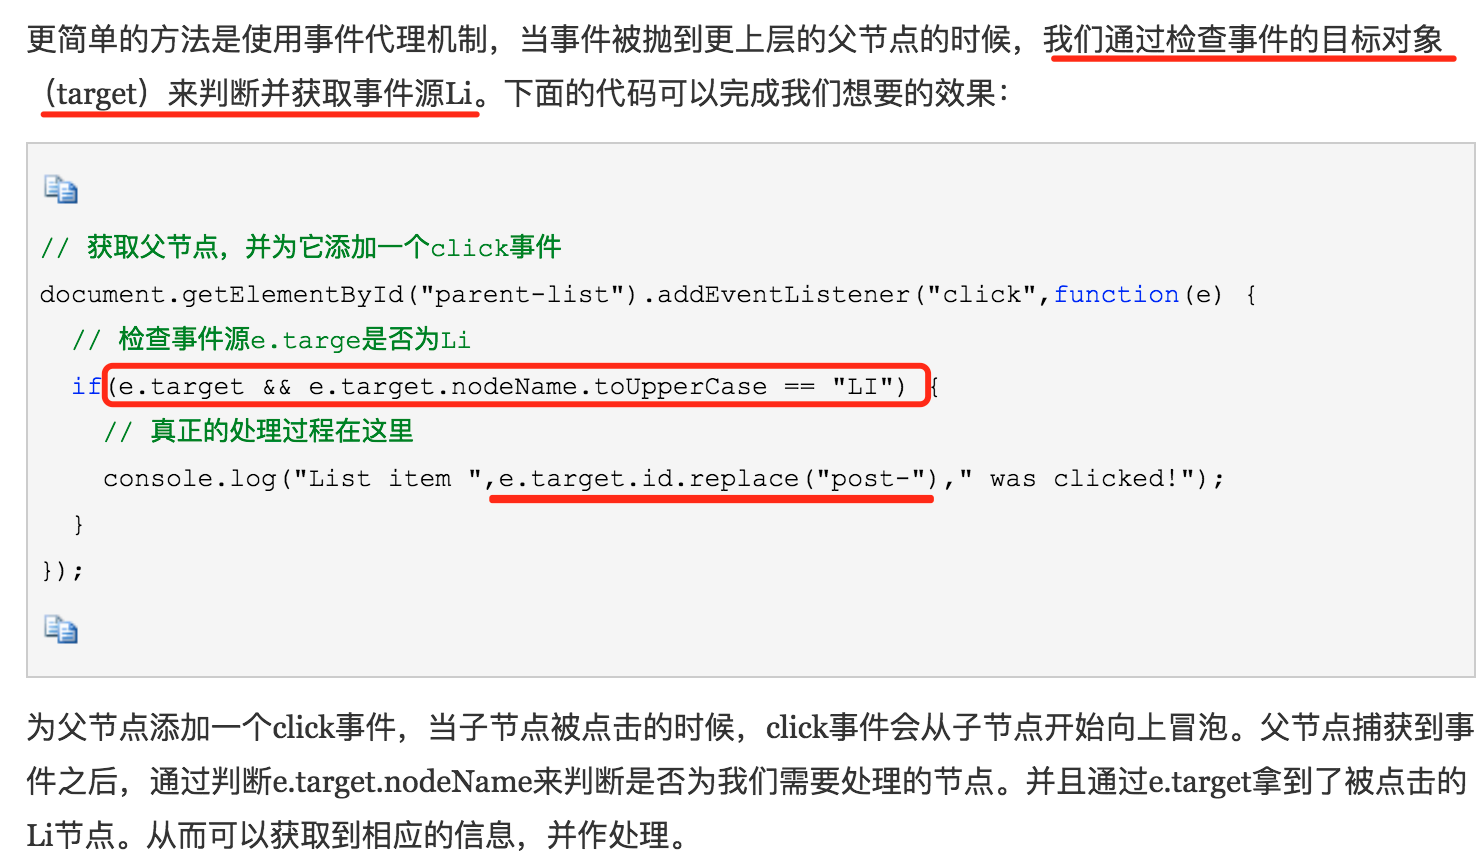 更简单的方法是使用事件代理机制，当事件被抛到更上层的父节点的时候，我们通过检查事件的目标对象
（target）来判断并获取事件源Li。下面的代码可以完成我们想要的效果：
// 获取父节点，并为它添加一个click事件
document.getElementById("parent-list").addEventListener("click",function(e) {
  // 检查事件源e.targe是否为Li
  if(e.target && e.target.nodeName.toUpperCase == "LI") {
    // 真正的处理过程在这里
    console.log("List item ",e.target.id.replace("post-")," was clicked!");
  }
});
为父节点添加一个click事件，当子节点被点击的时候，click事件会从子节点开始向上冒泡。父节点捕获到事
件之后，通过判断e.target.nodeName来判断是否为我们需要处理的节点。并且通过e.target拿到了被点击的
Li节点。从而可以获取到相应的信息，并作处理。